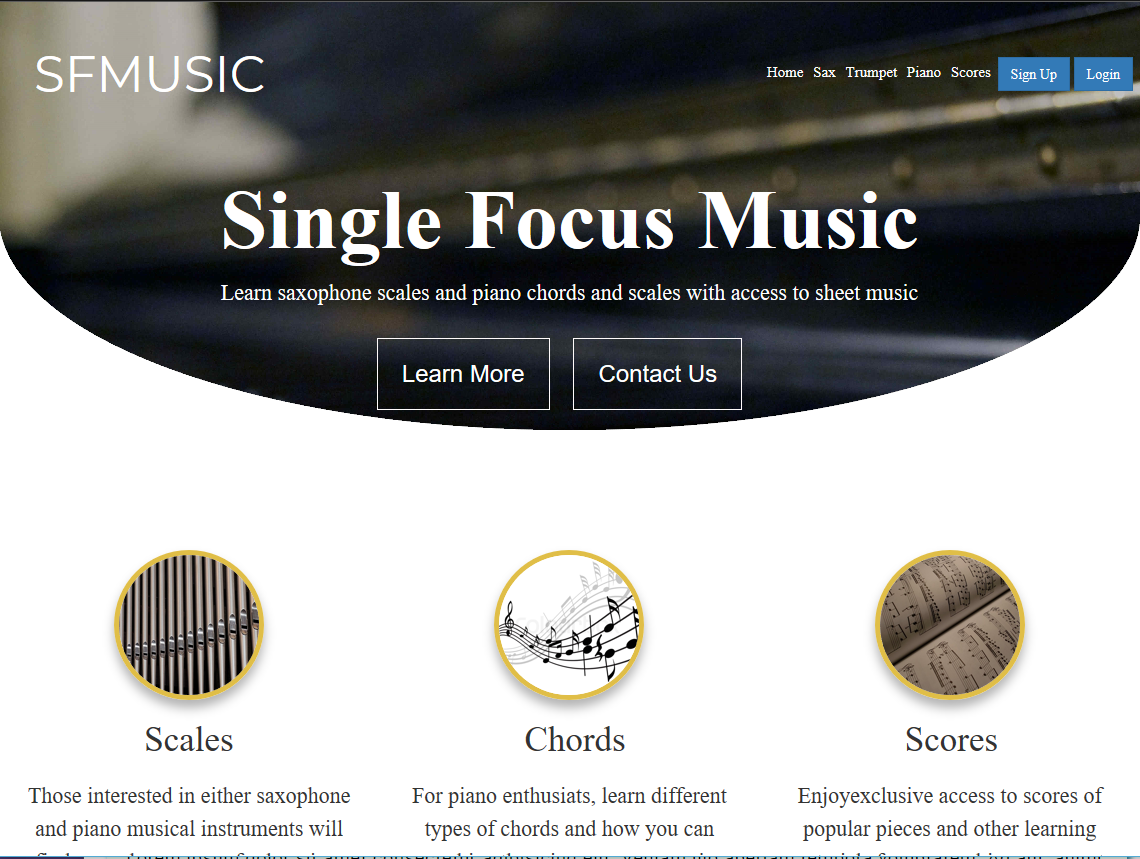 SFMUSIC
Home Sax Trumpet Piano Scores Sign Up Login
Single Focus Music
Learn saxophone scales and piano chords and scales with access to sheet music
Learn More Contact Us
Scales Chords Scores
Those interested in either saxophone
and piano musical instruments will
For piano enthusiats, learn different
types of chords and how you can
Enjoyexclusive access to scores of
popular pieces and other learning